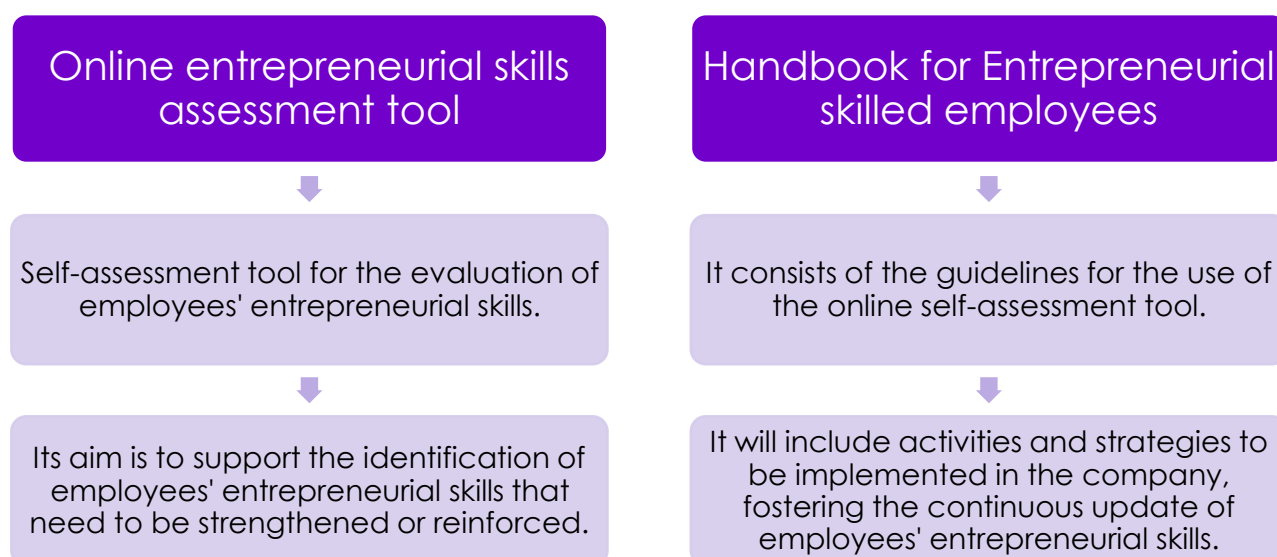 Online entrepreneurial skills
assessment tool
Self-assessment tool for the evaluation of
employees' entrepreneurial skills.
Its aim is to support the identification of
employees' entrepreneurial skills that
need to be strengthened or reinforced.
Handbook for Entrepreneurial
skilled employees
It consists of the guidelines for the use of
the online self-assessment tool.
It will include activities and strategies to
be implemented in the company,
fostering the continuous update of
employees' entrepreneurial skills.